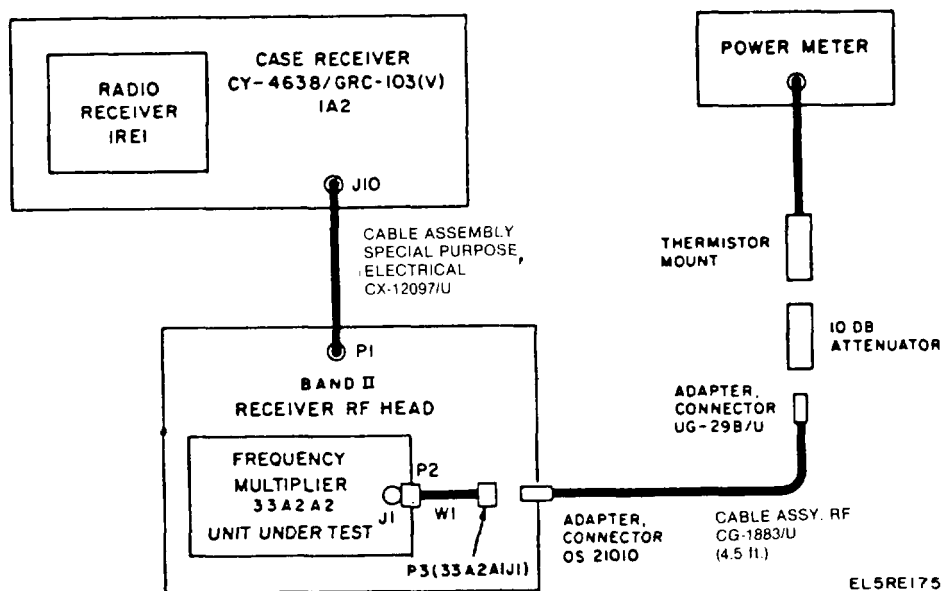 CASE RECEIVER
CY-4638/GRC-103(V)
1A2
RADIO
RECEIVER
IREI
J10
POWER METER
CABLE ASSEMBLY
SPECIAL PURPOSE,
ELECTRICAL
CX-12097/U
THERMISTOR
MOUNT
10 DB
ATTENUATOR
ADAPTER,
CONNECTOR
UG-29B/U
P1
BAND II
RECEIVER RF HEAD
FREQUENCY
MULTIPLIER
33A2A2
UNIT UNDER TEST
P2
J1
W1
P3(33A2A1J1)
ADAPTER,
CONNECTOR
OS 21010
CABLE ASSY. RF
CG-1883/U
(4.5 ft.)
EL5RE175